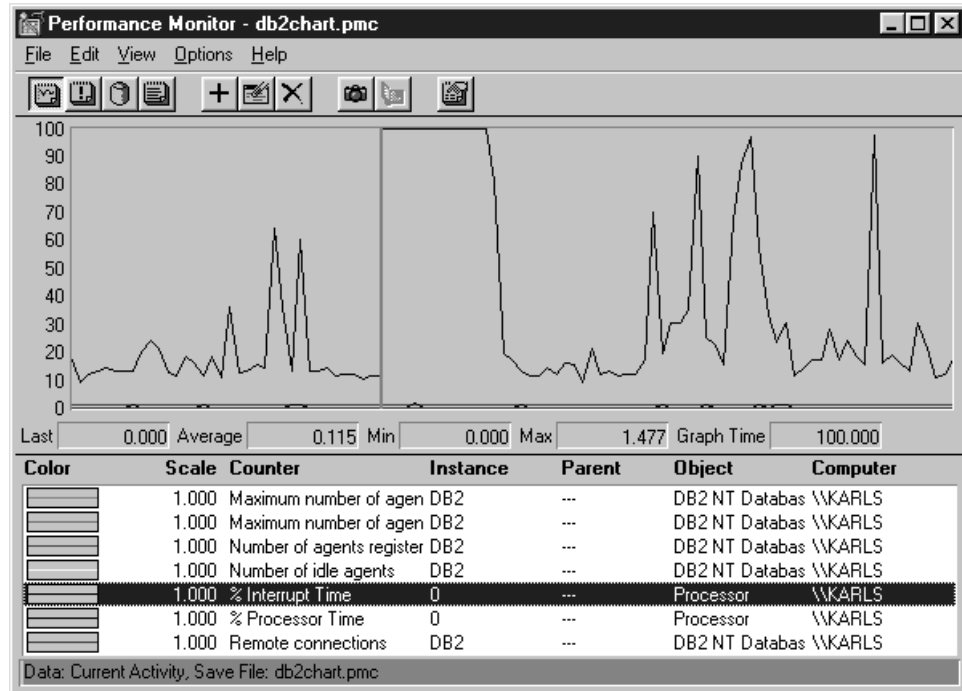 Performance Monitor - db2chart.pmc
File Edit View Options Help
100
90
80
70
60
50
40
30
20
10
0
Last 0.000 Average 0.115 Min 0.000 Max 1.477 Graph Time 100.000
Color Scale Counter Instance Parent Object Computer
1.000 Maximum number of agen DB2 --- DB2 NT Databas \\KARLS
1.000 Maximum number of agen DB2 --- DB2 NT Databas \\KARLS
1.000 Number of agents register DB2 --- DB2 NT Databas \\KARLS
1.000 Number of idle agents DB2 --- DB2 NT Databas \\KARLS
1.000 % Interrupt Time 0 --- Processor \\KARLS
1.000 % Processor Time 0 --- Processor \\KARLS
1.000 Remote connections DB2 --- DB2 NT Databas \\KARLS
Data: Current Activity, Save File: db2chart.pmc